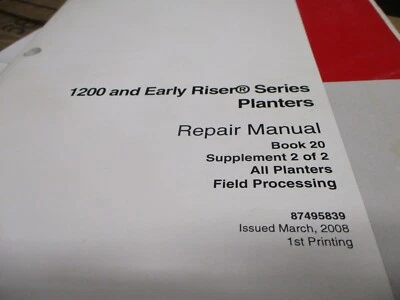 1200 and Early Riser® Series
Planters
Repair Manual
Book 20
Supplement 2 of 2
All Planters
Field Processing
87495839
Issued March, 2008
1st Printing